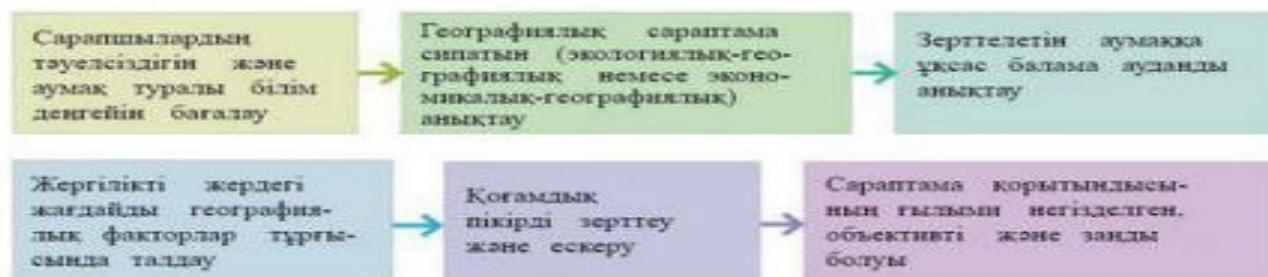 Сарапшылардың
тәуелсіздігін және
аумақ туралы білім
деңгейін бағалау
Географиялық сараптама
сипатын (экологиялық-гео-
графиялық немесе эконо-
микалық-географиялық)
анықтау
Зерттелетін аумаққа
ұқсас балама ауданды
анықтау
Жергілікті жердегі
жағдайды география-
лық факторлар тұрғы-
сында талдау
Қоғамдық
пікірді зерттеу
және ескеру
Сараптама қорытындысы-
ның ғылыми негізделген,
объективті және заңды
болуы